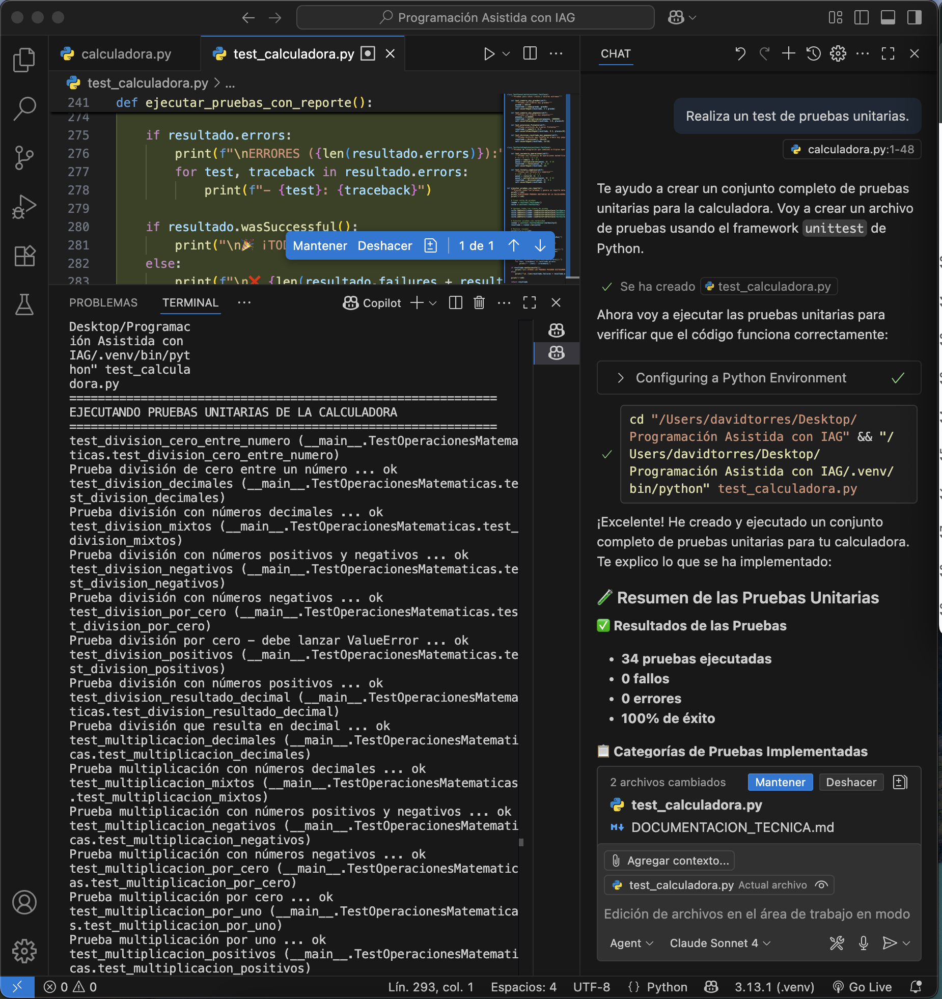 Programación Asistida con IAG
calculadora.py
test_calculadora.py
test_calculadora.py > ...
241 def ejecutar_pruebas_con_reporte():
274
275 if resultado.errors:
276 print(f"\nERRORES ({len(resultado.errors)}):"
277 for test, traceback in resultado.errors:
278 print(f"- {test}: {traceback}")
279
280 if resultado.wasSuccessful():
281 print("\n🎉 ¡TOD
282 else:
283 print(f"\n❌ {len(resultado.failures + result
Mantener Deshacer 1 de 1
PROBLEMAS TERMINAL ... Copilot
Desktop/Programac
ión Asistida con
IAG/.venv/bin/pyt
hon" test_calcula
dora.py
============================================================
EJECUTANDO PRUEBAS UNITARIAS DE LA CALCULADORA
============================================================
test_division_cero_entre_numero (__main__.TestOperacionesMatema
ticas.test_division_cero_entre_numero)
Prueba división de cero entre un número ... ok
test_division_decimales (__main__.TestOperacionesMatematicas.te
st_division_decimales)
Prueba división con números decimales ... ok
test_division_mixtos (__main__.TestOperacionesMatematicas.test_
division_mixtos)
Prueba división con números positivos y negativos ... ok
test_division_negativos (__main__.TestOperacionesMatematicas.te
st_division_negativos)
Prueba división con números negativos ... ok
test_division_por_cero (__main__.TestOperacionesMatematicas.tes
t_division_por_cero)
Prueba división por cero - debe lanzar ValueError ... ok
test_division_positivos (__main__.TestOperacionesMatematicas.te
st_division_positivos)
Prueba división con números positivos ... ok
test_division_resultado_decimal (__main__.TestOperacionesMatema
ticas.test_division_resultado_decimal)
Prueba división que resulta en decimal ... ok
test_multiplicacion_decimales (__main__.TestOperacionesMatemati
cas.test_multiplicacion_decimales)
Prueba multiplicación con números decimales ... ok
test_multiplicacion_mixtos (__main__.TestOperacionesMatematicas
.test_multiplicacion_mixtos)
Prueba multiplicación con números positivos y negativos ... ok
test_multiplicacion_negativos (__main__.TestOperacionesMatemati
cas.test_multiplicacion_negativos)
Prueba multiplicación con números negativos ... ok
test_multiplicacion_por_cero (__main__.TestOperacionesMatematic
as.test_multiplicacion_por_cero)
Prueba multiplicación por cero ... ok
test_multiplicacion_por_uno (__main__.TestOperacionesMatematica
s.test_multiplicacion_por_uno)
Prueba multiplicación por uno ... ok
test_multiplicacion_positivos (__main__.TestOperacionesMatemati
cas.test_multiplicacion_positivos)
CHAT
Realiza un test de pruebas unitarias.
calculadora.py:1-48
Te ayudo a crear un conjunto completo de pruebas
unitarias para la calculadora. Voy a crear un archivo
de pruebas usando el framework unittest de
Python.
Se ha creado test_calculadora.py
Ahora voy a ejecutar las pruebas unitarias para
verificar que el código funciona correctamente:
Configuring a Python Environment
cd "/Users/davidtorres/Desktop/
Programación Asistida con IAG" && "/
Users/davidtorres/Desktop/
Programación Asistida con IAG/.venv/
bin/python" test_calculadora.py
¡Excelente! He creado y ejecutado un conjunto
completo de pruebas unitarias para tu calculadora.
Te explico lo que se ha implementado:
🧪 Resumen de las Pruebas Unitarias
✅ Resultados de las Pruebas
• 34 pruebas ejecutadas
• 0 fallos
• 0 errores
• 100% de éxito
📋 Categorías de Pruebas Implementadas
2 archivos cambiados Mantener Deshacer
test_calculadora.py
DOCUMENTACION_TECNICA.md
Agregar contexto...
test_calculadora.py Actual archivo
Edición de archivos en el área de trabajo en modo
Agent Claude Sonnet 4
0 0 Lín. 293, col. 1 Espacios: 4 UTF-8 {} Python 3.13.1 (.venv) Go Live